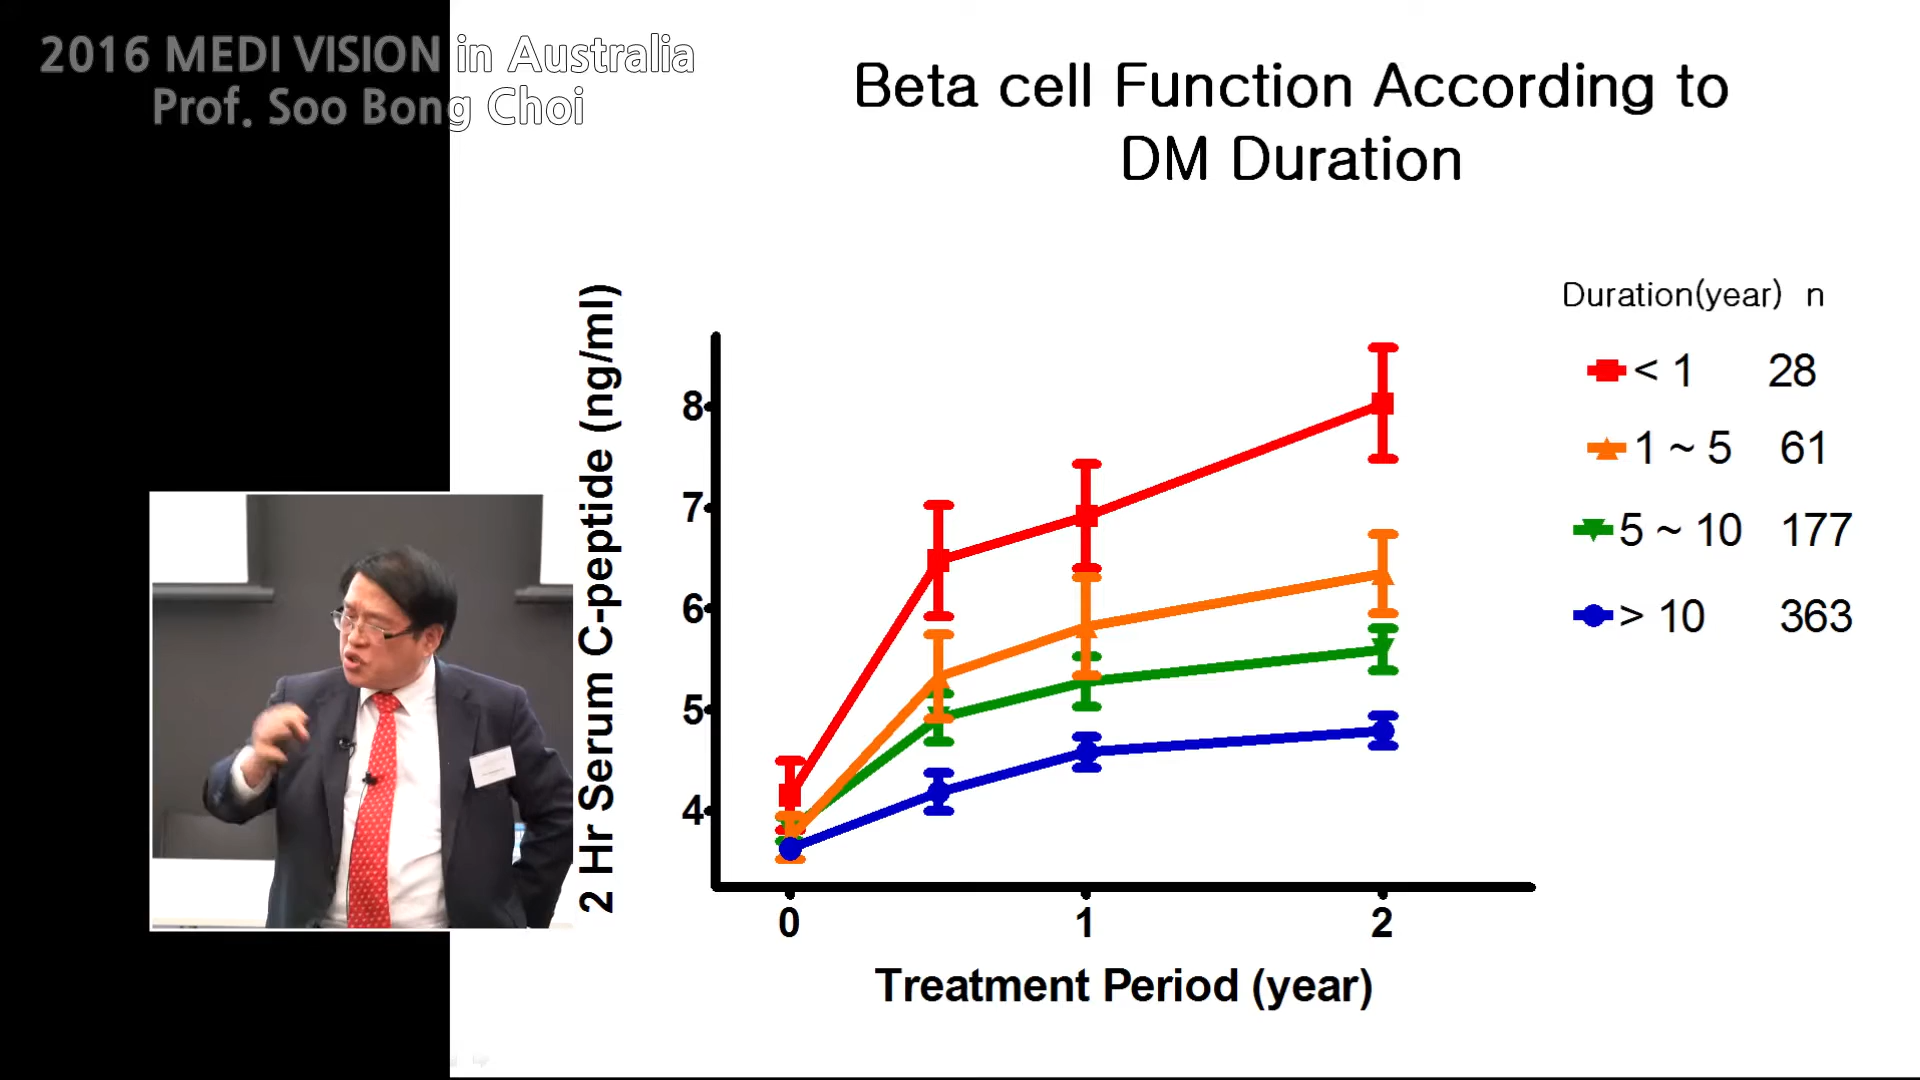 2016 MEDI VISION in Australia
Prof. Soo Bong Choi
Beta cell Function According to
DM Duration
2 Hr Serum C-peptide (ng/ml)
8
7
6
5
4
0 1 2
Treatment Period (year)
Duration(year) n
< 1 28
1 ~ 5 61
5 ~ 10 177
> 10 363